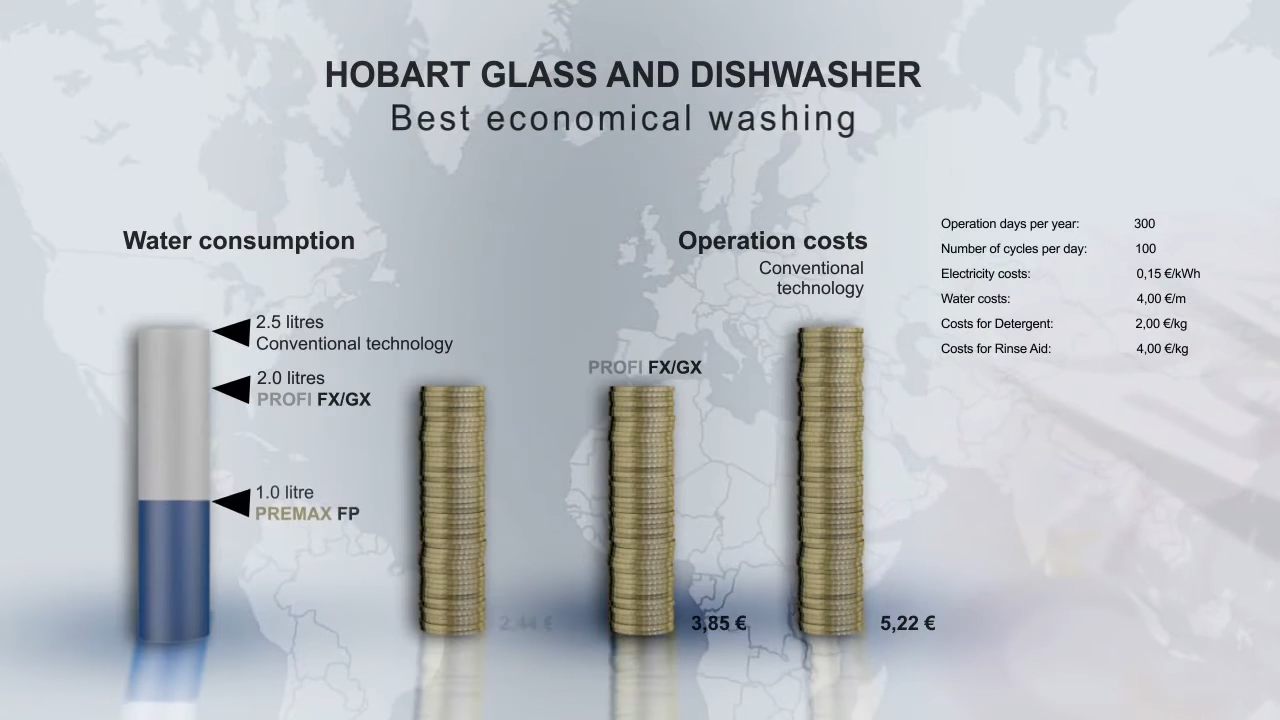 HOBART GLASS AND DISHWASHER
Best economical washing
Water consumption
2.5 litres
Conventional technology
2.0 litres
PROFI FX/GX
1.0 litre
PREMAX FP
Operation costs
Conventional
technology
PROFI FX/GX
2,44 €
3,85 €
5,22 €
Operation days per year: 300
Number of cycles per day: 100
Electricity costs: 0,15 €/kWh
Water costs: 4,00 €/m
Costs for Detergent: 2,00 €/kg
Costs for Rinse Aid: 4,00 €/kg